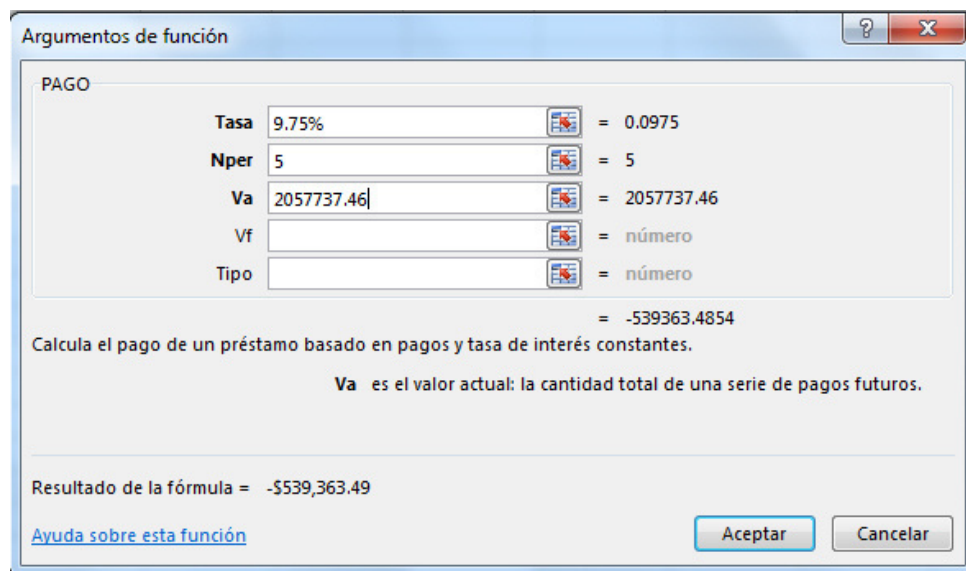 Argumentos de función
? X
PAGO
Tasa 9.75% = 0.0975
Nper 5 = 5
Va 2057737.46 = 2057737.46
Vf = número
Tipo = número
= -539363.4854
Calcula el pago de un préstamo basado en pagos y tasa de interés constantes.
Va es el valor actual: la cantidad total de una serie de pagos futuros.
Resultado de la fórmula = -$539,363.49
Ayuda sobre esta función Aceptar Cancelar